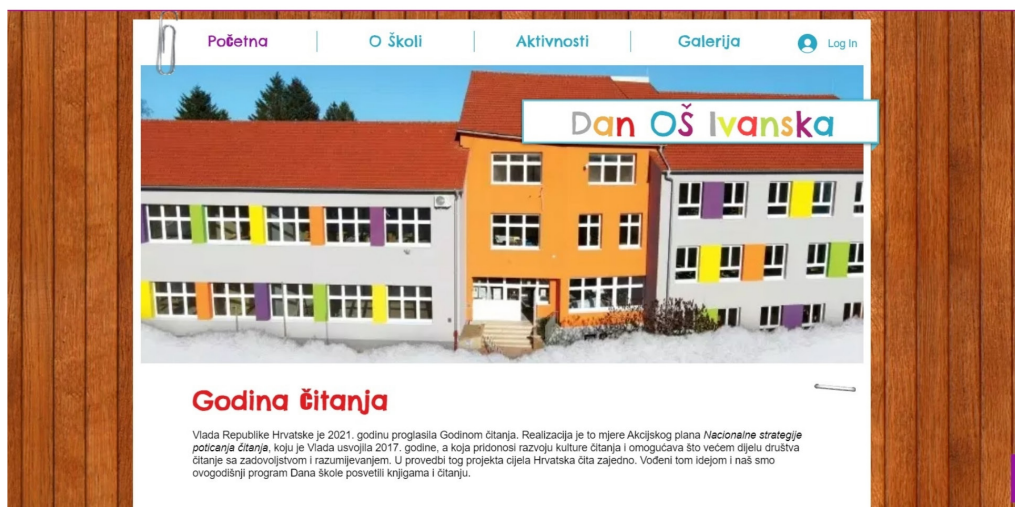 Početna
O Školi
Aktivnosti
Galerija
Log In
Dan OŠ Ivanska
Godina čitanja
Vlada Republike Hrvatske je 2021. godinu proglasila Godinom čitanja. Realizacija je to mjere Akcijskog plana Nacionalne strategije
poticanja čitanja, koju je Vlada usvojila 2017. godine, a koja pridonosi razvoju kulture čitanja i omogućava što većem dijelu društva
čitanje sa zadovoljstvom i razumijevanjem. U provedbi tog projekta cijela Hrvatska čita zajedno. Vođeni tom idejom i naš smo
ovogodišnji program Dana škole posvetili knjigama i čitanju.